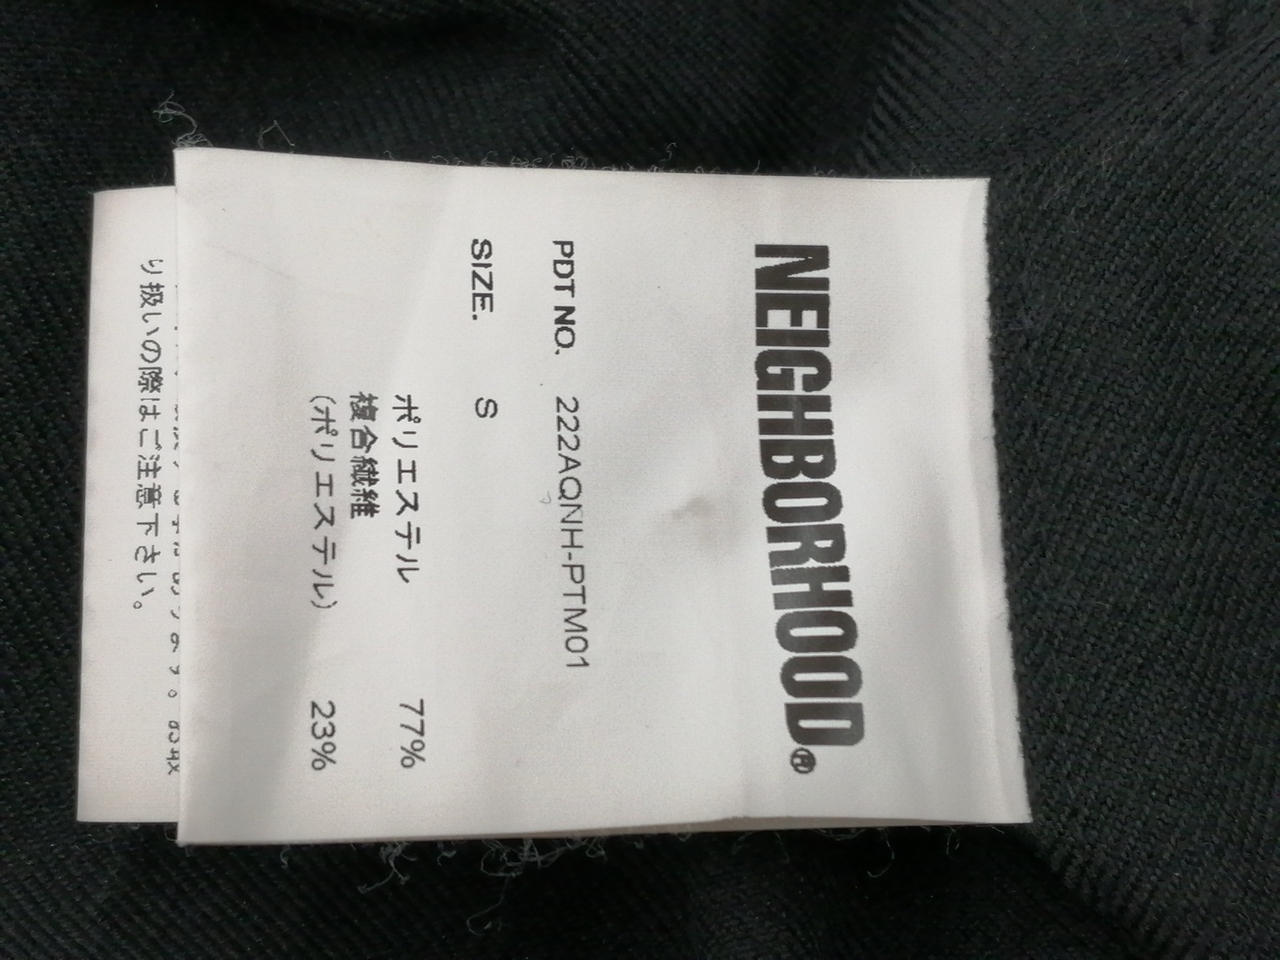 NEIGHBORHOOD®
PDT NO. 222AQNH-PTM01
SIZE. S
ポリエステル 77%
複合繊維
(ポリエステル) 23%
り扱いの際はご注意下さい。